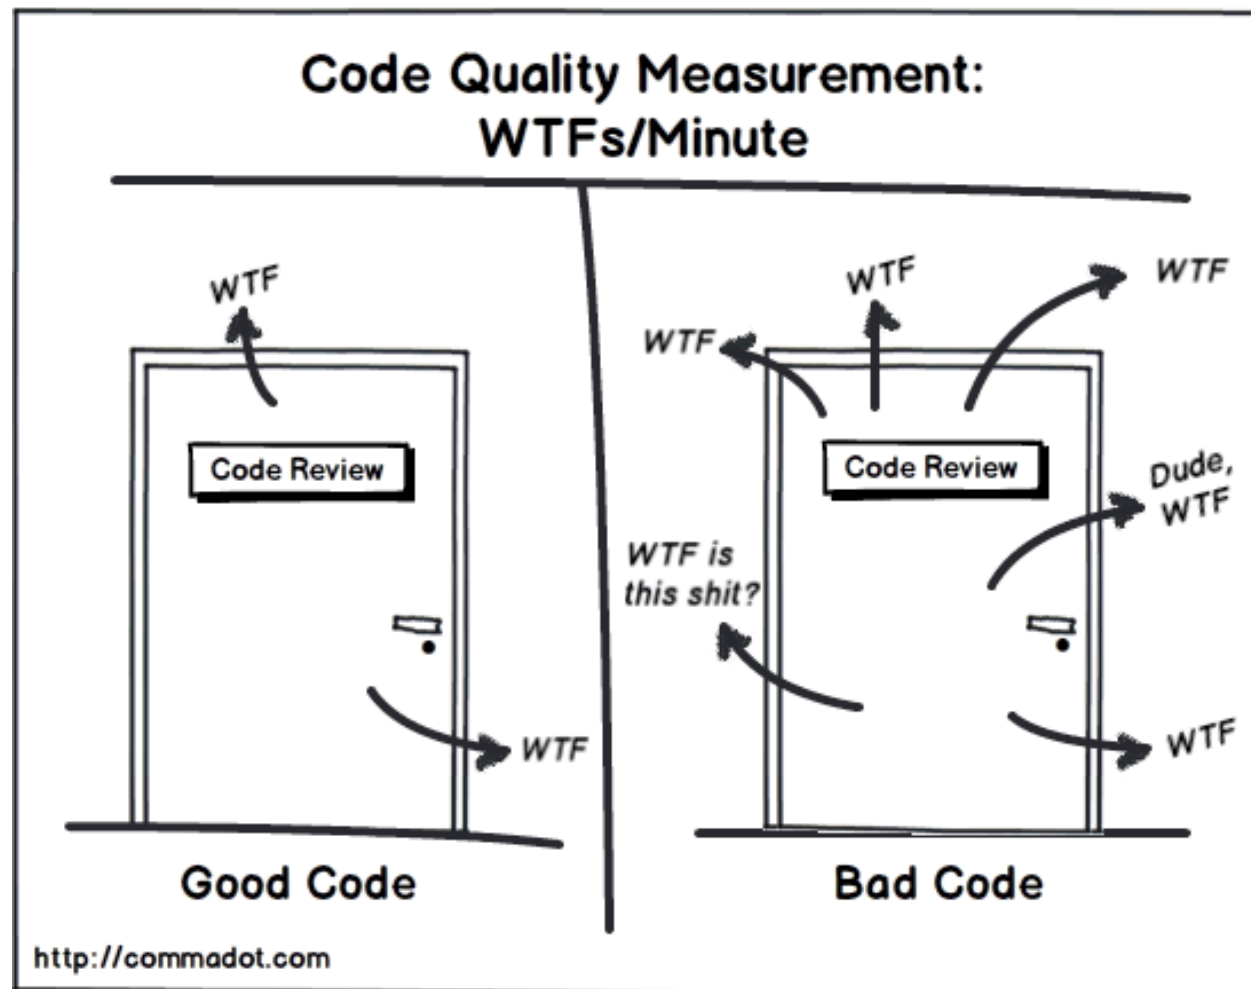 Code Quality Measurement:
WTFs/Minute
WTF
Code Review
WTF
Good Code
WTF
WTF
WTF
Code Review
Dude,
WTF
WTF is
this shit?
WTF
Bad Code
http://commadot.com